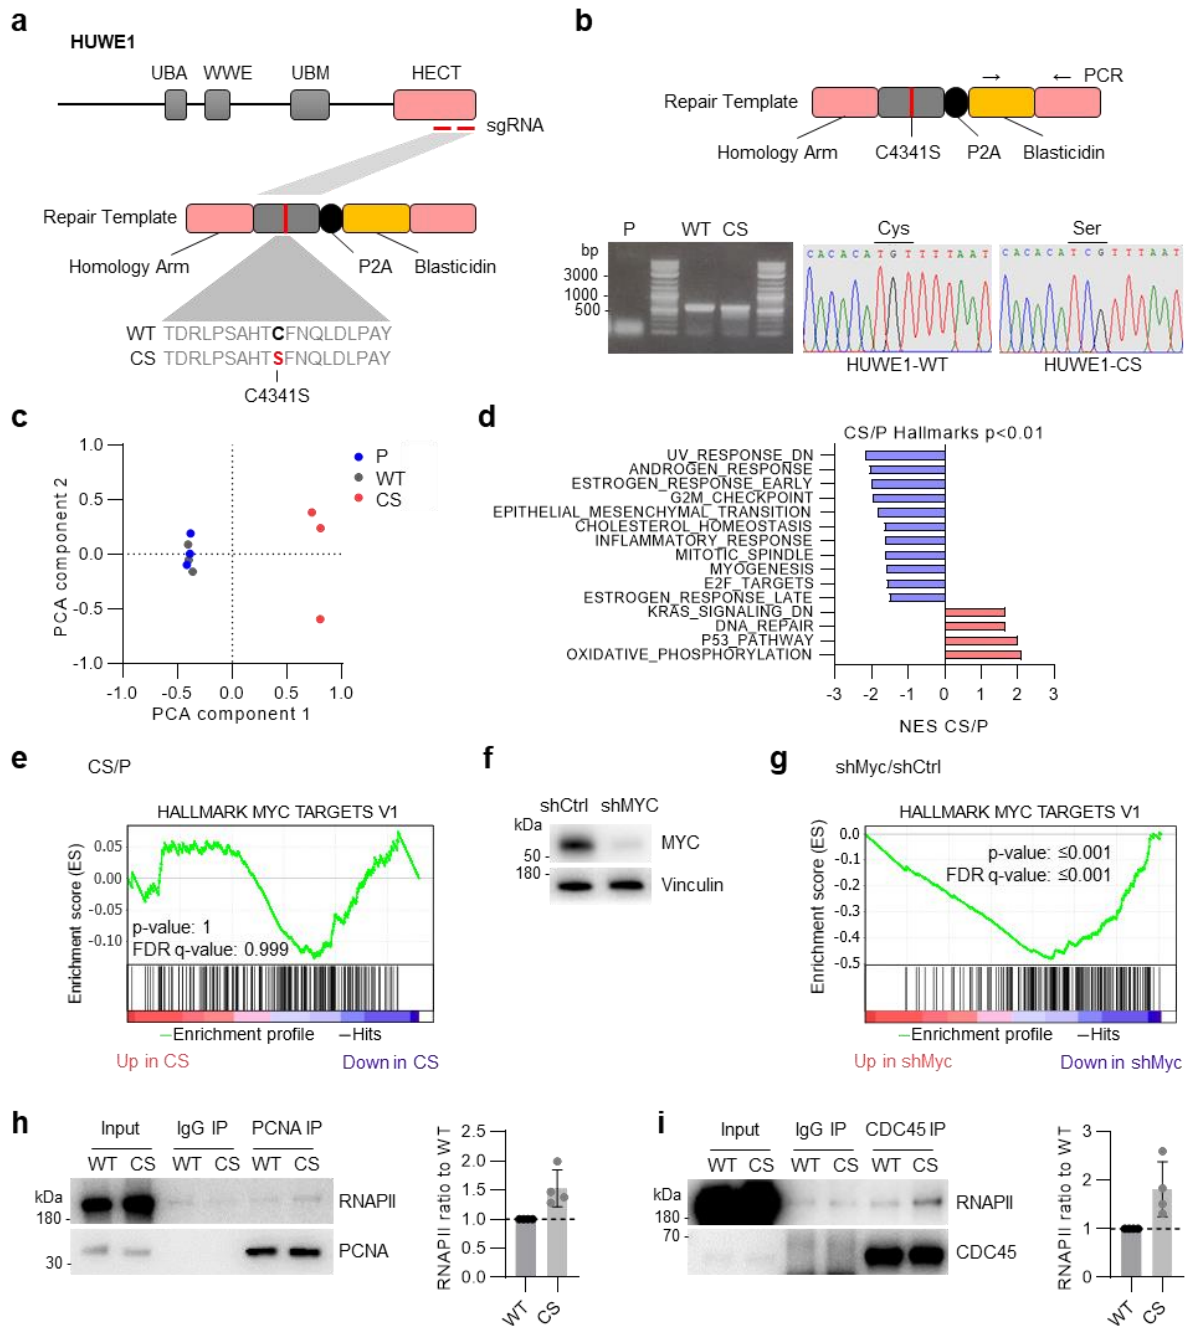 a
HUWE1
UBA WWE UBM HECT
sgRNA
Repair Template
Homology Arm P2A Blasticidin
WT TDRLPSAHTCFNQLDLPAY
CS TDRLPSAHTSFNQLDLPAY
C4341S
b
→ ← PCR
Repair Template
Homology Arm C4341S P2A Blasticidin
P WT CS
bp
3000
1000
500
Cys
C A C A C A T G T T T T A A T
HUWE1-WT
Ser
C A C A C A T C G T T T A A T
HUWE1-CS
c
1.0
0.5
0.0
-0.5
-1.0
PCA component 2
-1.0 -0.5 0.0 0.5 1.0
PCA component 1
P
WT
CS
d
CS/P Hallmarks p<0.01
UV_RESPONSE_DN
ANDROGEN_RESPONSE
ESTROGEN_RESPONSE_EARLY
G2M_CHECKPOINT
EPITHELIAL_MESENCHYMAL_TRANSITION
CHOLESTEROL_HOMEOSTASIS
INFLAMMATORY_RESPONSE
MITOTIC_SPINDLE
MYOGENESIS
E2F_TARGETS
ESTROGEN_RESPONSE_LATE
KRAS_SIGNALING_DN
DNA_REPAIR
P53_PATHWAY
OXIDATIVE_PHOSPHORYLATION
-3 -2 -1 0 1 2 3
NES CS/P
e
CS/P
HALLMARK MYC TARGETS V1
Enrichment score (ES)
0.05
0.00
-0.05
-0.10
p-value: 1
FDR q-value: 0.999
Enrichment profile Hits
Up in CS Down in CS
f
shCtrl shMYC
kDa
50
180
MYC
Vinculin
g
shMyc/shCtrl
HALLMARK MYC TARGETS V1
Enrichment score (ES)
0.0
-0.1
-0.2
-0.3
-0.4
-0.5
p-value: ≤0.001
FDR q-value: ≤0.001
Enrichment profile Hits
Up in shMyc Down in shMyc
h
Input IgG IP PCNA IP
WT CS WT CS WT CS
kDa
180
30
RNAPII
PCNA
RNAPII ratio to WT
2.5
2.0
1.5
1.0
0.5
0.0
WT CS
i
Input IgG IP CDC45 IP
WT CS WT CS WT CS
kDa
180
70
RNAPII
CDC45
RNAPII ratio to WT
3
2
1
0
WT CS